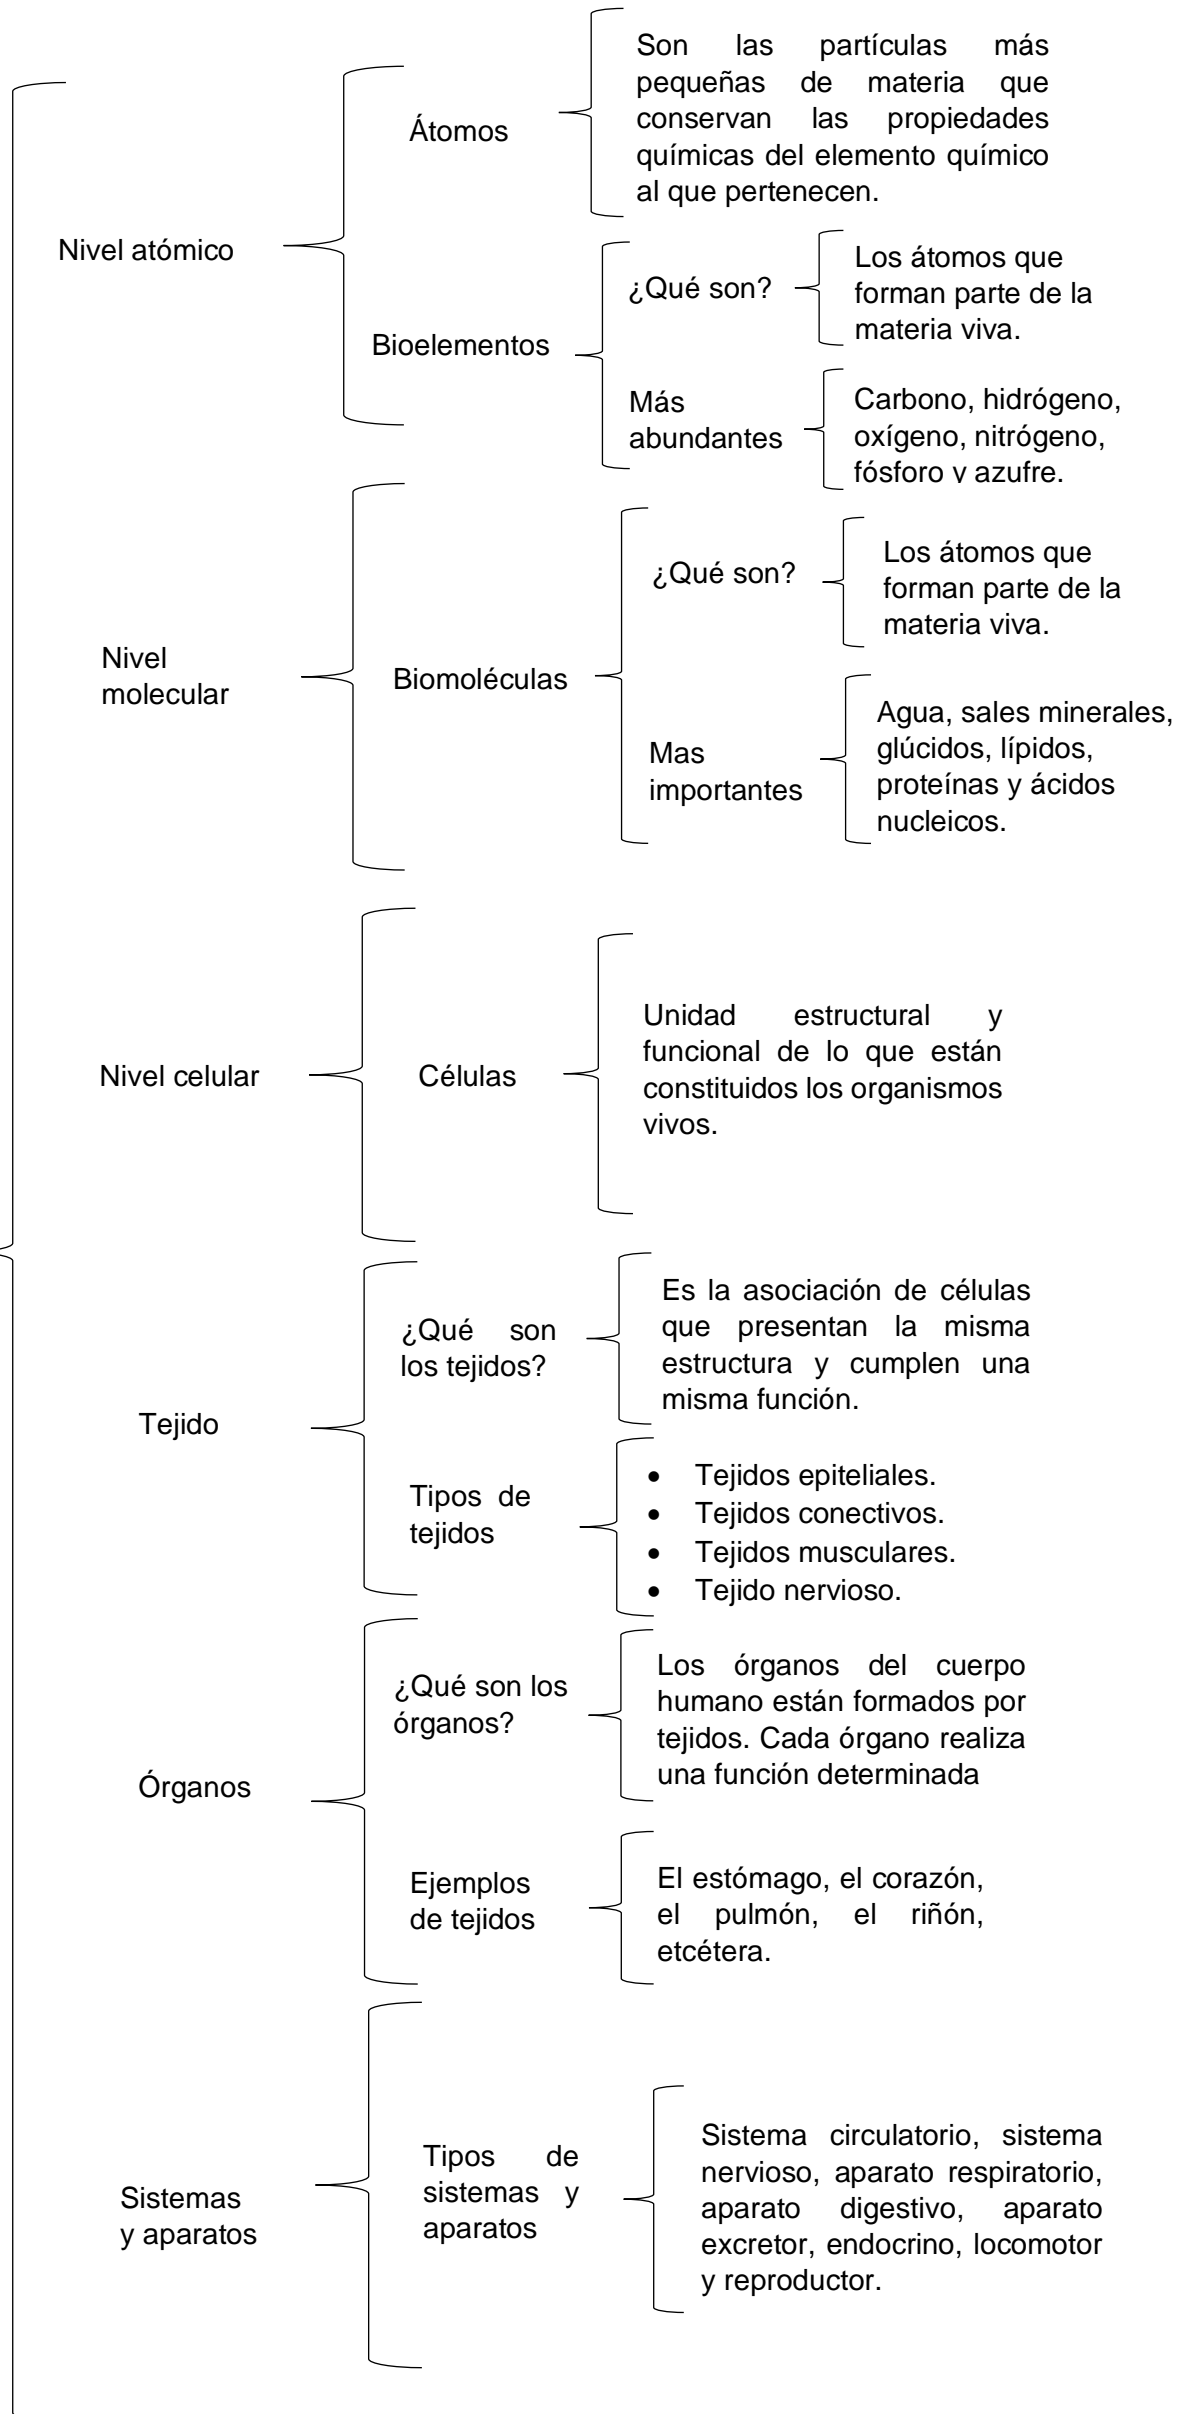 Nivel atómico
Átomos
Son las partículas más
pequeñas de materia que
conservan las propiedades
químicas del elemento químico
al que pertenecen.
Bioelementos
¿Qué son?
Los átomos que
forman parte de la
materia viva.
Más
abundantes
Carbono, hidrógeno,
oxígeno, nitrógeno,
fósforo y azufre.
Nivel
molecular
Biomoléculas
¿Qué son?
Los átomos que
forman parte de la
materia viva.
Mas
importantes
Agua, sales minerales,
glúcidos, lípidos,
proteínas y ácidos
nucleicos.
Nivel celular
Células
Unidad estructural y
funcional de lo que están
constituidos los organismos
vivos.
Tejido
¿Qué son
los tejidos?
Es la asociación de células
que presentan la misma
estructura y cumplen una
misma función.
Tipos de
tejidos
• Tejidos epiteliales.
• Tejidos conectivos.
• Tejidos musculares.
• Tejido nervioso.
Órganos
¿Qué son los
órganos?
Los órganos del cuerpo
humano están formados por
tejidos. Cada órgano realiza
una función determinada
Ejemplos
de tejidos
El estómago, el corazón,
el pulmón, el riñón,
etcétera.
Sistemas
y aparatos
Tipos de
sistemas y
aparatos
Sistema circulatorio, sistema
nervioso, aparato respiratorio,
aparato digestivo, aparato
excretor, endocrino, locomotor
y reproductor.